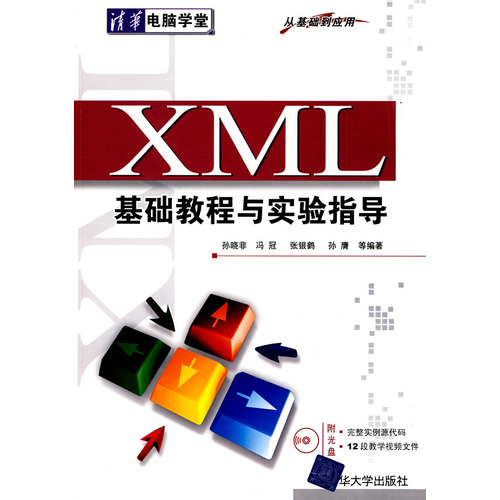 清华电脑学堂
从基础到应用
XML
XML
基础教程与实验指导
孙晓非 冯冠 张银鹤 孙膺 等编著
附光盘
· 完整实例源代码
· 12段教学视频文件
华大学出版社